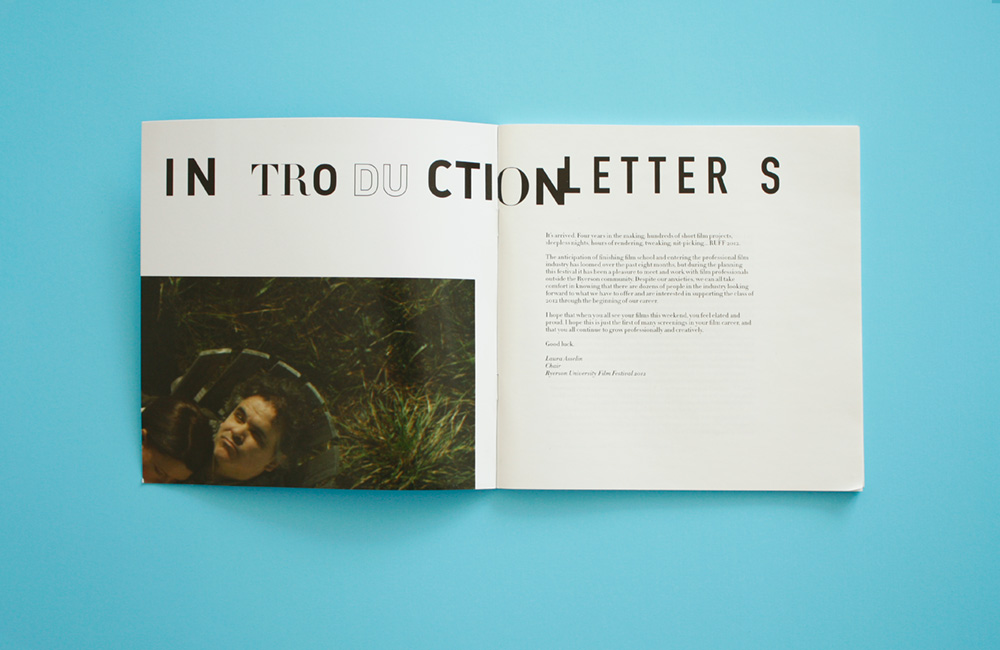 INTRODUCTION LETTERS
It's arrived. Four years in the making, hundreds of short film projects,
sleepless nights, hours of rendering, tweaking, nit-picking... RUFF 2012.
The anticipation of finishing film school and entering the professional film
industry has loomed over the past eight months, but during the planning
this festival it has been a pleasure to meet and work with film professionals
outside the Ryerson community. Despite our anxieties, we can all take
comfort in knowing that there are dozens of people in the industry looking
forward to what we have to offer and are interested in supporting the class of
2012 through the beginning of our career.
I hope that when you all see your films this weekend, you feel elated and
proud. I hope this is just the first of many screenings in your film career, and
that you all continue to grow professionally and creatively.
Good luck,
Laura
Chair
Ryerson University Film Festival 2012